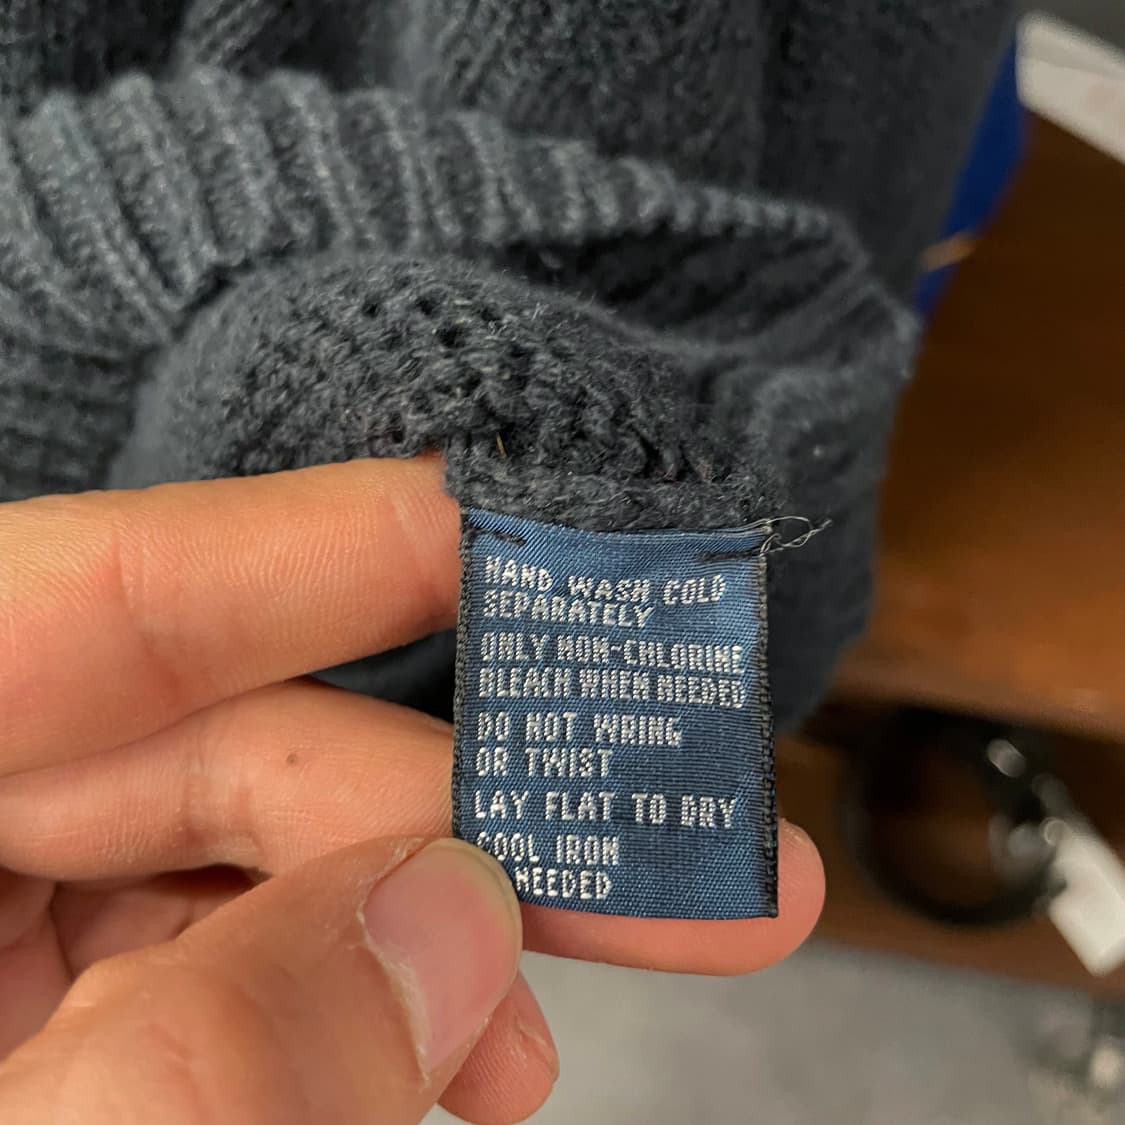 HAND WASH COLD
SEPARATELY
ONLY NON-CHLORINE
BLEACH WHEN NEEDED
DO NOT WRING
OR TWIST
LAY FLAT TO DRY
COOL IRON
NEEDED